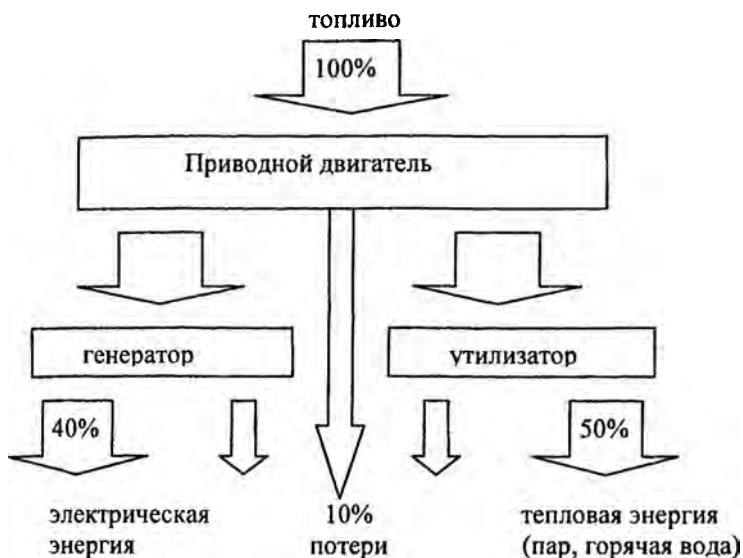 топливо
100%
Приводной двигатель
генератор
утилизатор
40%
50%
электрическая
энергия
10%
потери
тепловая энергия
(пар, горячая вода)